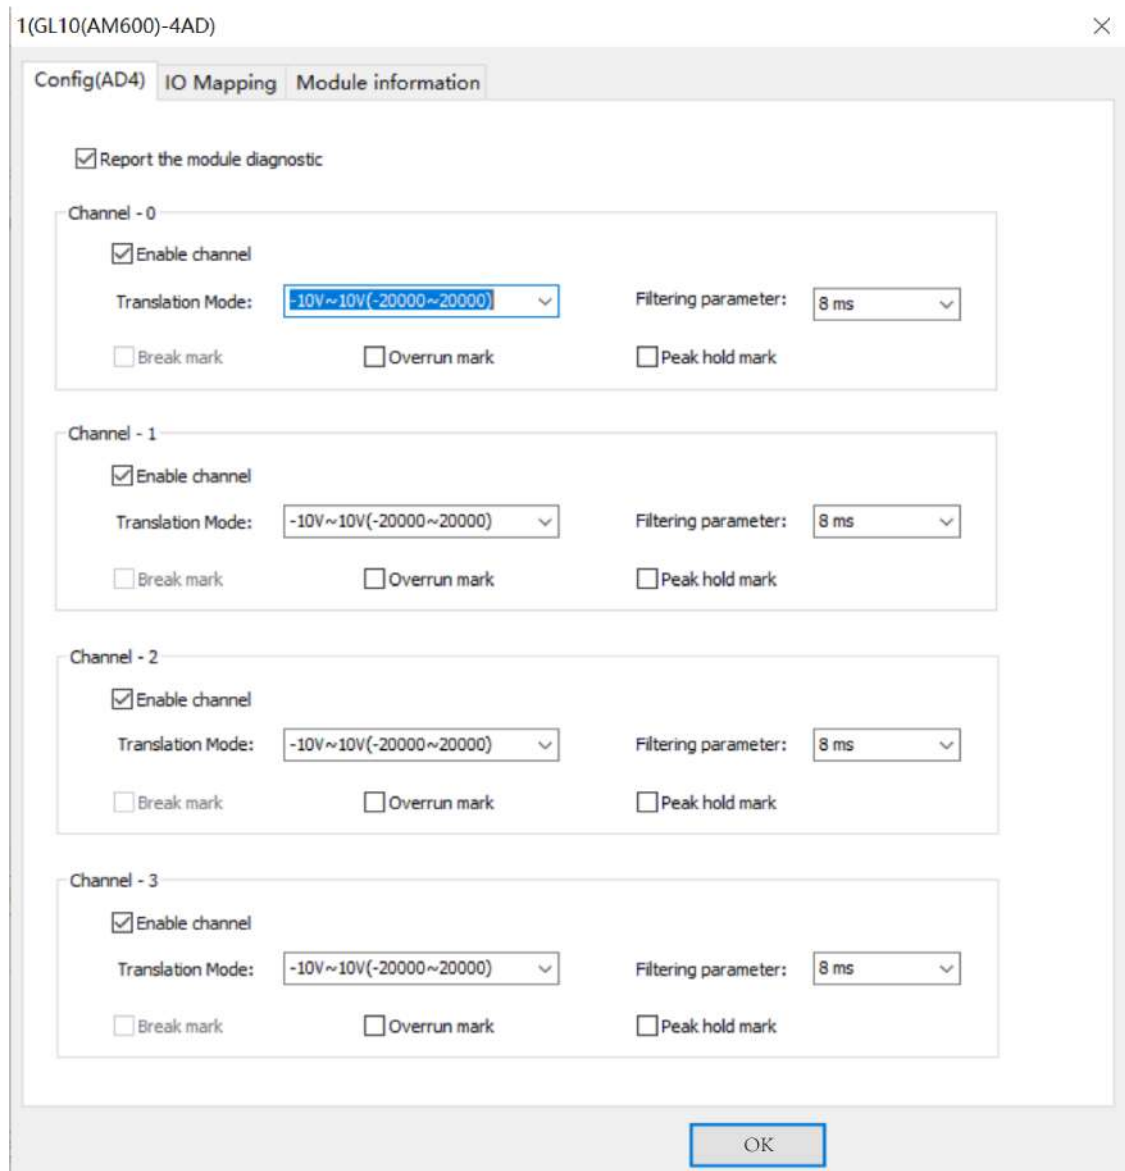 1(GL10(AM600)-4AD)
Config(AD4) IO Mapping Module information
Report the module diagnostic
Channel - 0
Enable channel
Translation Mode: -10V~10V(-20000~20000) Filtering parameter: 8 ms
Break mark Overrun mark Peak hold mark
Channel - 1
Enable channel
Translation Mode: -10V~10V(-20000~20000) Filtering parameter: 8 ms
Break mark Overrun mark Peak hold mark
Channel - 2
Enable channel
Translation Mode: -10V~10V(-20000~20000) Filtering parameter: 8 ms
Break mark Overrun mark Peak hold mark
Channel - 3
Enable channel
Translation Mode: -10V~10V(-20000~20000) Filtering parameter: 8 ms
Break mark Overrun mark Peak hold mark
OK